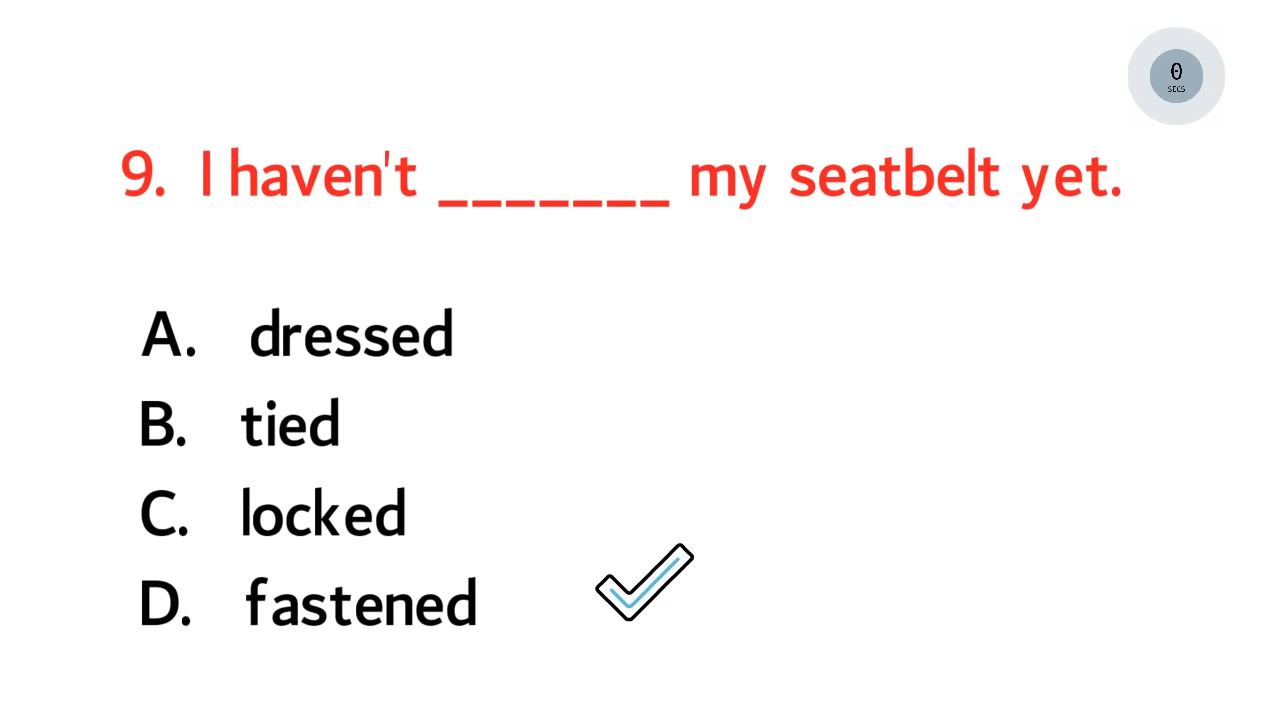 0
SECS
9. I haven't _______ my seatbelt yet.
A. dressed
B. tied
C. locked
D. fastened